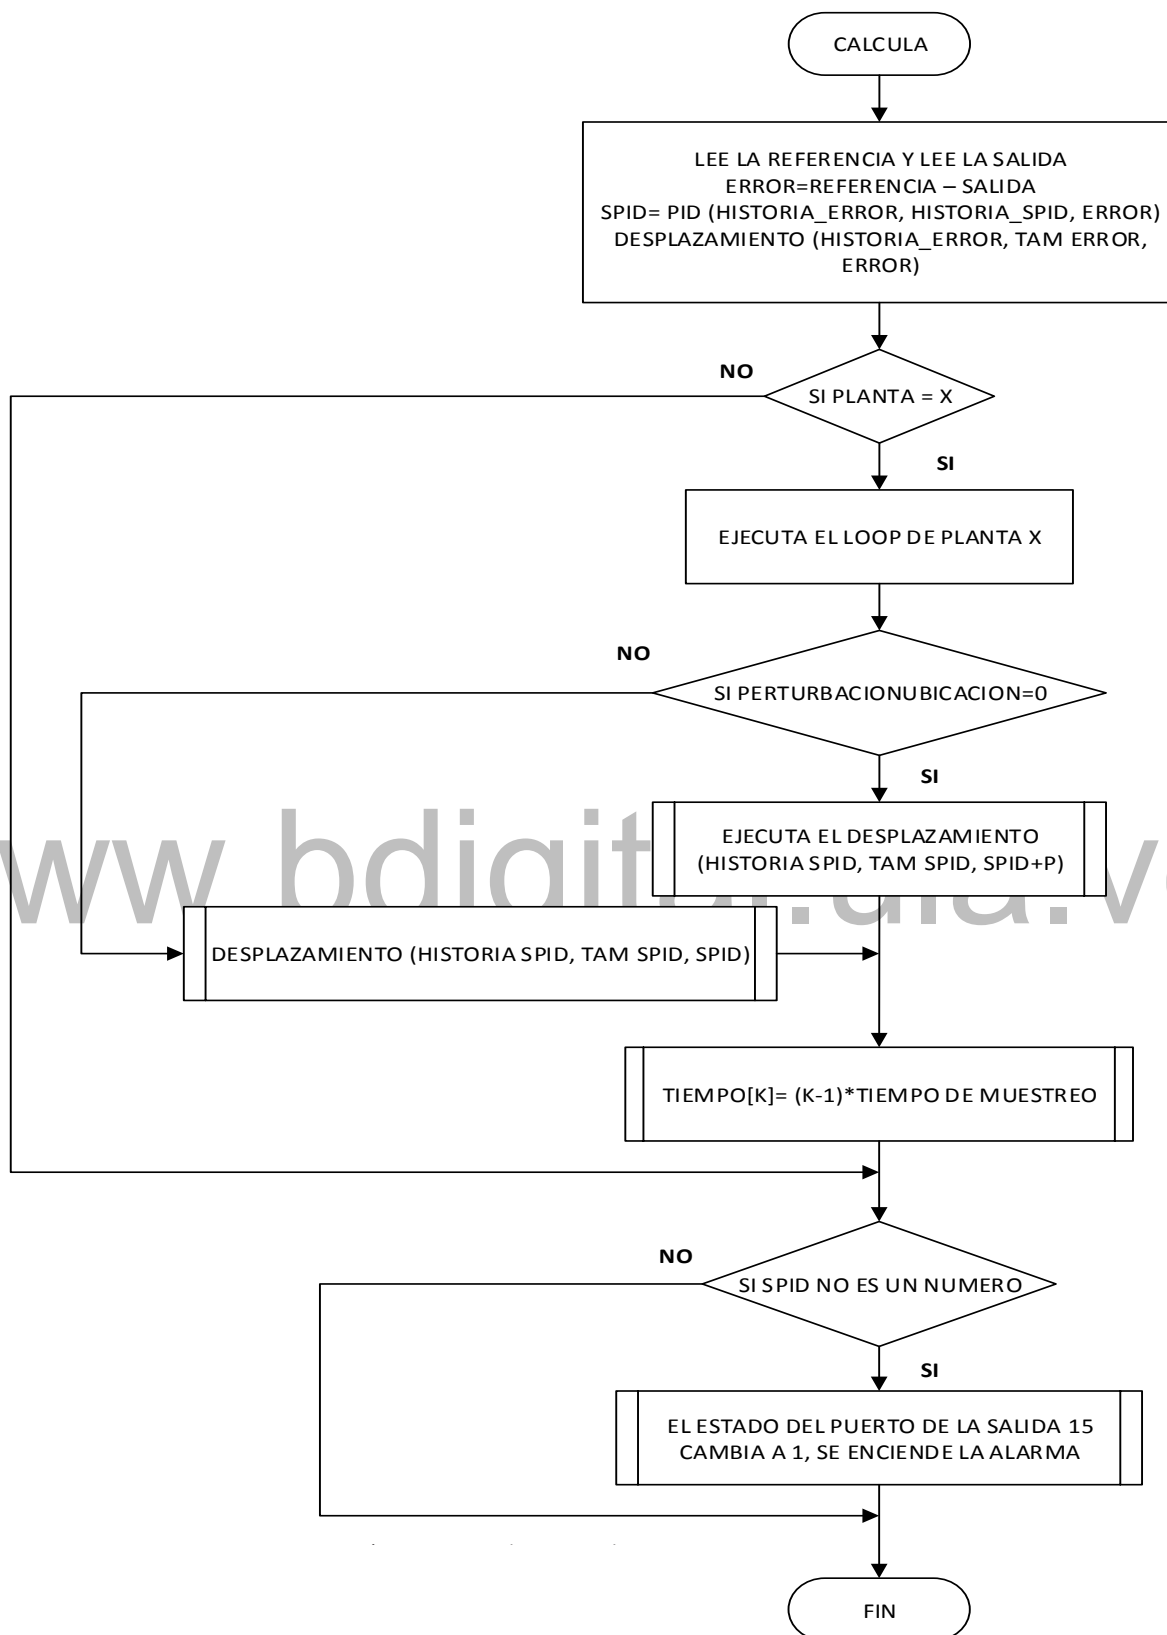 CALCULA
LEE LA REFERENCIA Y LEE LA SALIDA
ERROR=REFERENCIA – SALIDA
SPID= PID (HISTORIA_ERROR, HISTORIA_SPID, ERROR)
DESPLAZAMIENTO (HISTORIA_ERROR, TAM ERROR,
ERROR)
NO
SI PLANTA = X
SI
EJECUTA EL LOOP DE PLANTA X
NO
SI PERTURBACIONUBICACION=0
SI
EJECUTA EL DESPLAZAMIENTO
(HISTORIA SPID, TAM SPID, SPID+P)
DESPLAZAMIENTO (HISTORIA SPID, TAM SPID, SPID)
TIEMPO[K]= (K-1)*TIEMPO DE MUESTREO
NO
SI SPID NO ES UN NUMERO
SI
EL ESTADO DEL PUERTO DE LA SALIDA 15
CAMBIA A 1, SE ENCIENDE LA ALARMA
FIN